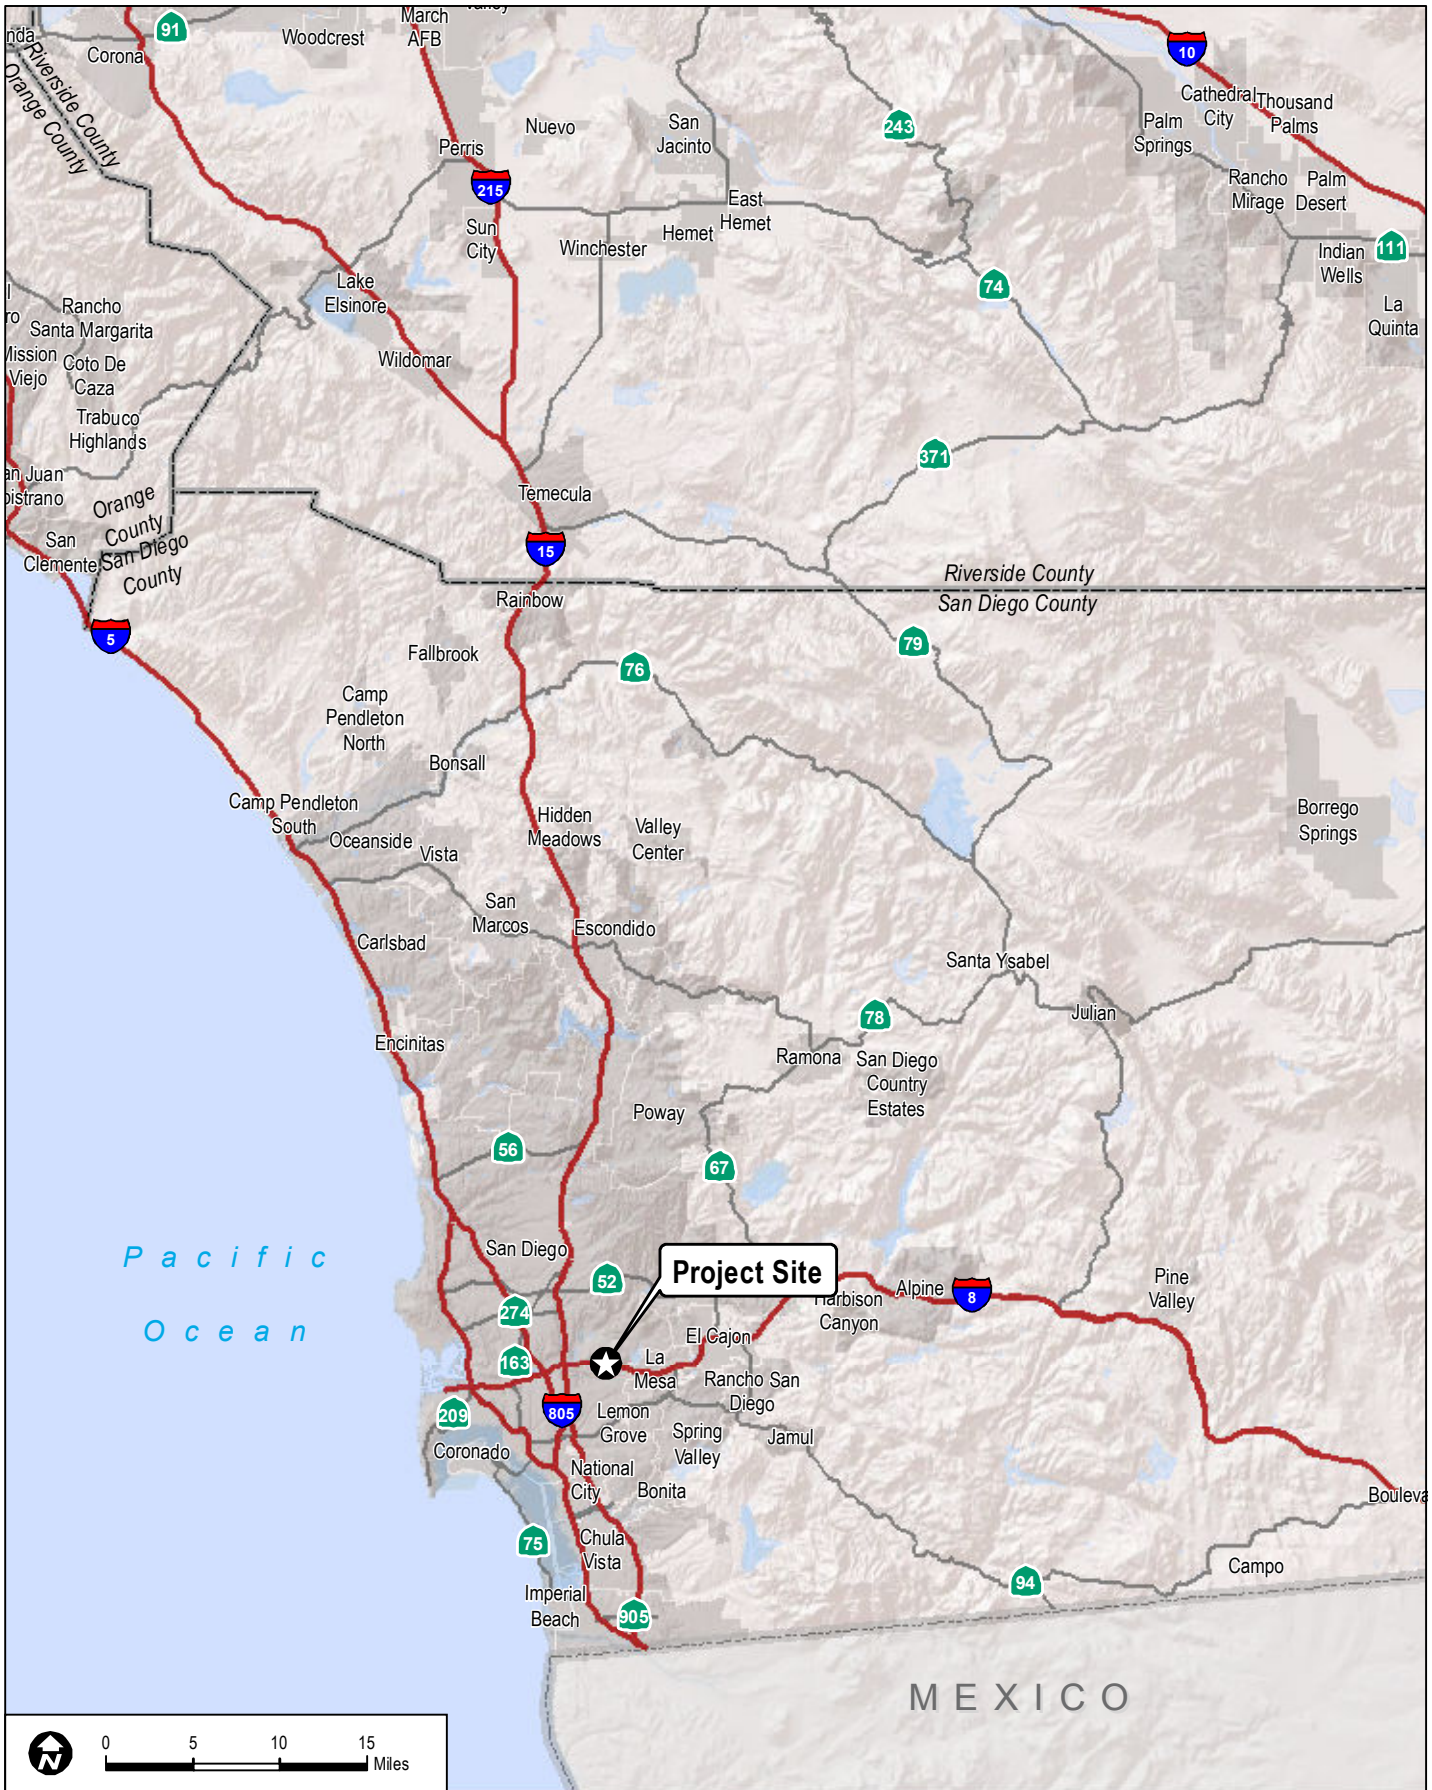 Valley
March
AFB
91
Woodcrest
nda
Corona
Riverside County
Orange County
10
Cathedral
City
Thousand
Palms
Palm
Springs
243
Nuevo
San
Jacinto
Perris
215
Rancho
Mirage
Palm
Desert
East
Hemet
Hemet
Sun
City
Winchester
Indian
Wells
111
Lake
Elsinore
74
La
Quinta
l
ro
Rancho
Santa Margarita
Mission
Viejo
Coto De
Caza
Wildomar
Trabuco
Highlands
371
an Juan
pistrano
Temecula
Orange
County
San Diego
County
San
Clemente
15
Riverside County
San Diego County
Rainbow
5
79
Fallbrook
76
Camp
Pendleton
North
Bonsall
Camp Pendleton
South
Oceanside
Hidden
Meadows
Valley
Center
Borrego
Springs
Vista
San
Marcos
Escondido
Carlsbad
Santa Ysabel
78
Julian
Encinitas
Ramona
San Diego
Country
Estates
Poway
56
67
Pacific
Ocean
San Diego
Project Site
52
Harbison
Canyon
Alpine
8
Pine
Valley
274
El Cajon
163
La
Mesa
Rancho San
Diego
209
805
Lemon
Grove
Spring
Valley
Jamul
Coronado
National
City
Bonita
Bouleva
75
Chula
Vista
Imperial
Beach
905
94
Campo
MEXICO
N
0 5 10 15
Miles